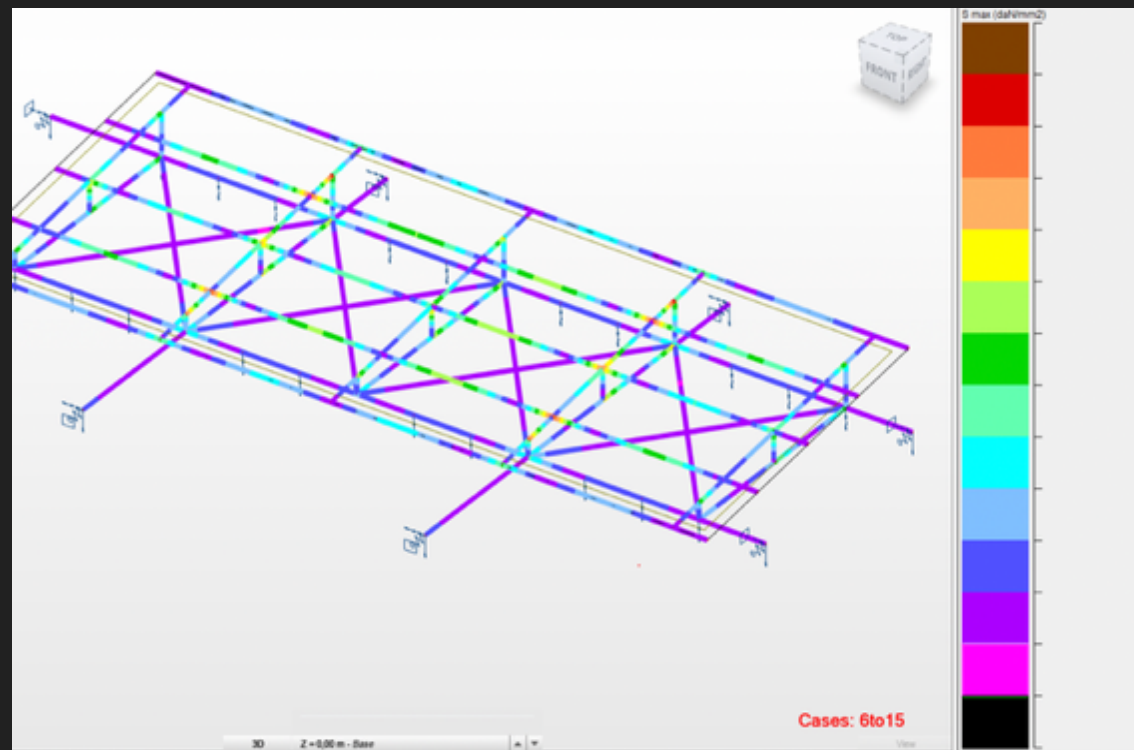 S max (daN/mm2)
TOP
FRONT
RIGHT
Cases: 6to15
3D
Z = 0,00 m - Base
View